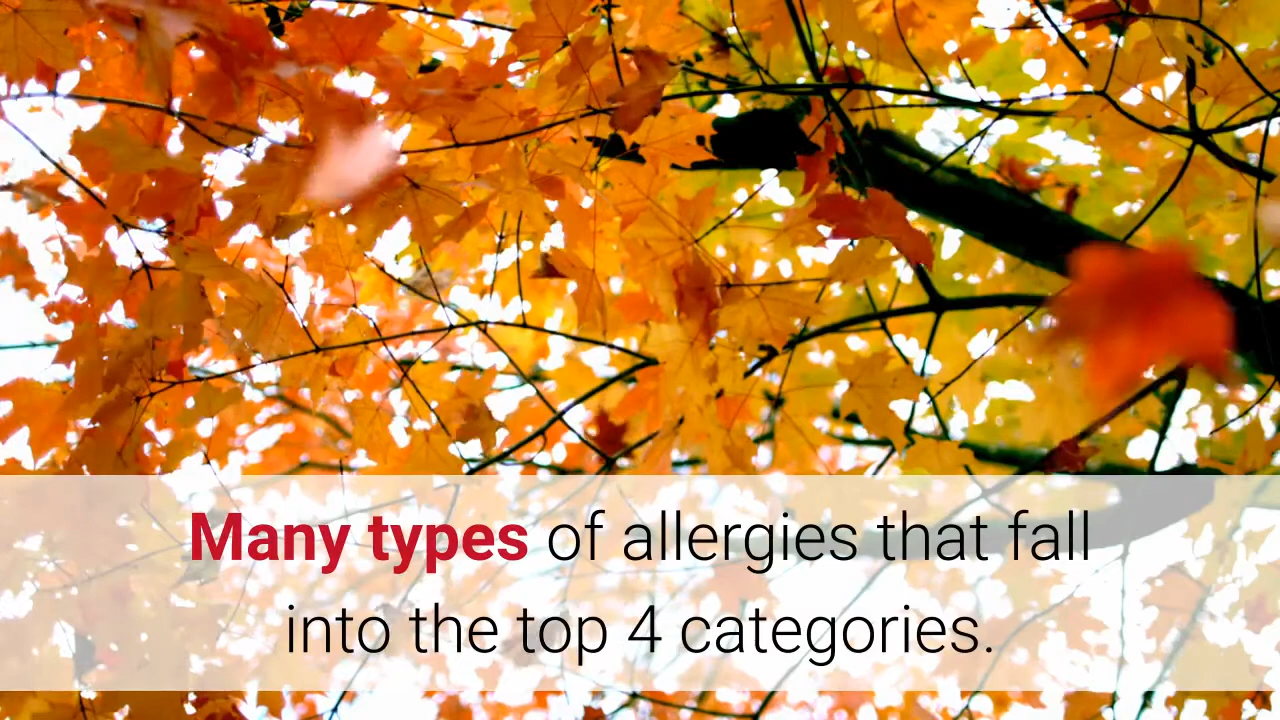 Many types of allergies that fall
into the top 4 categories.